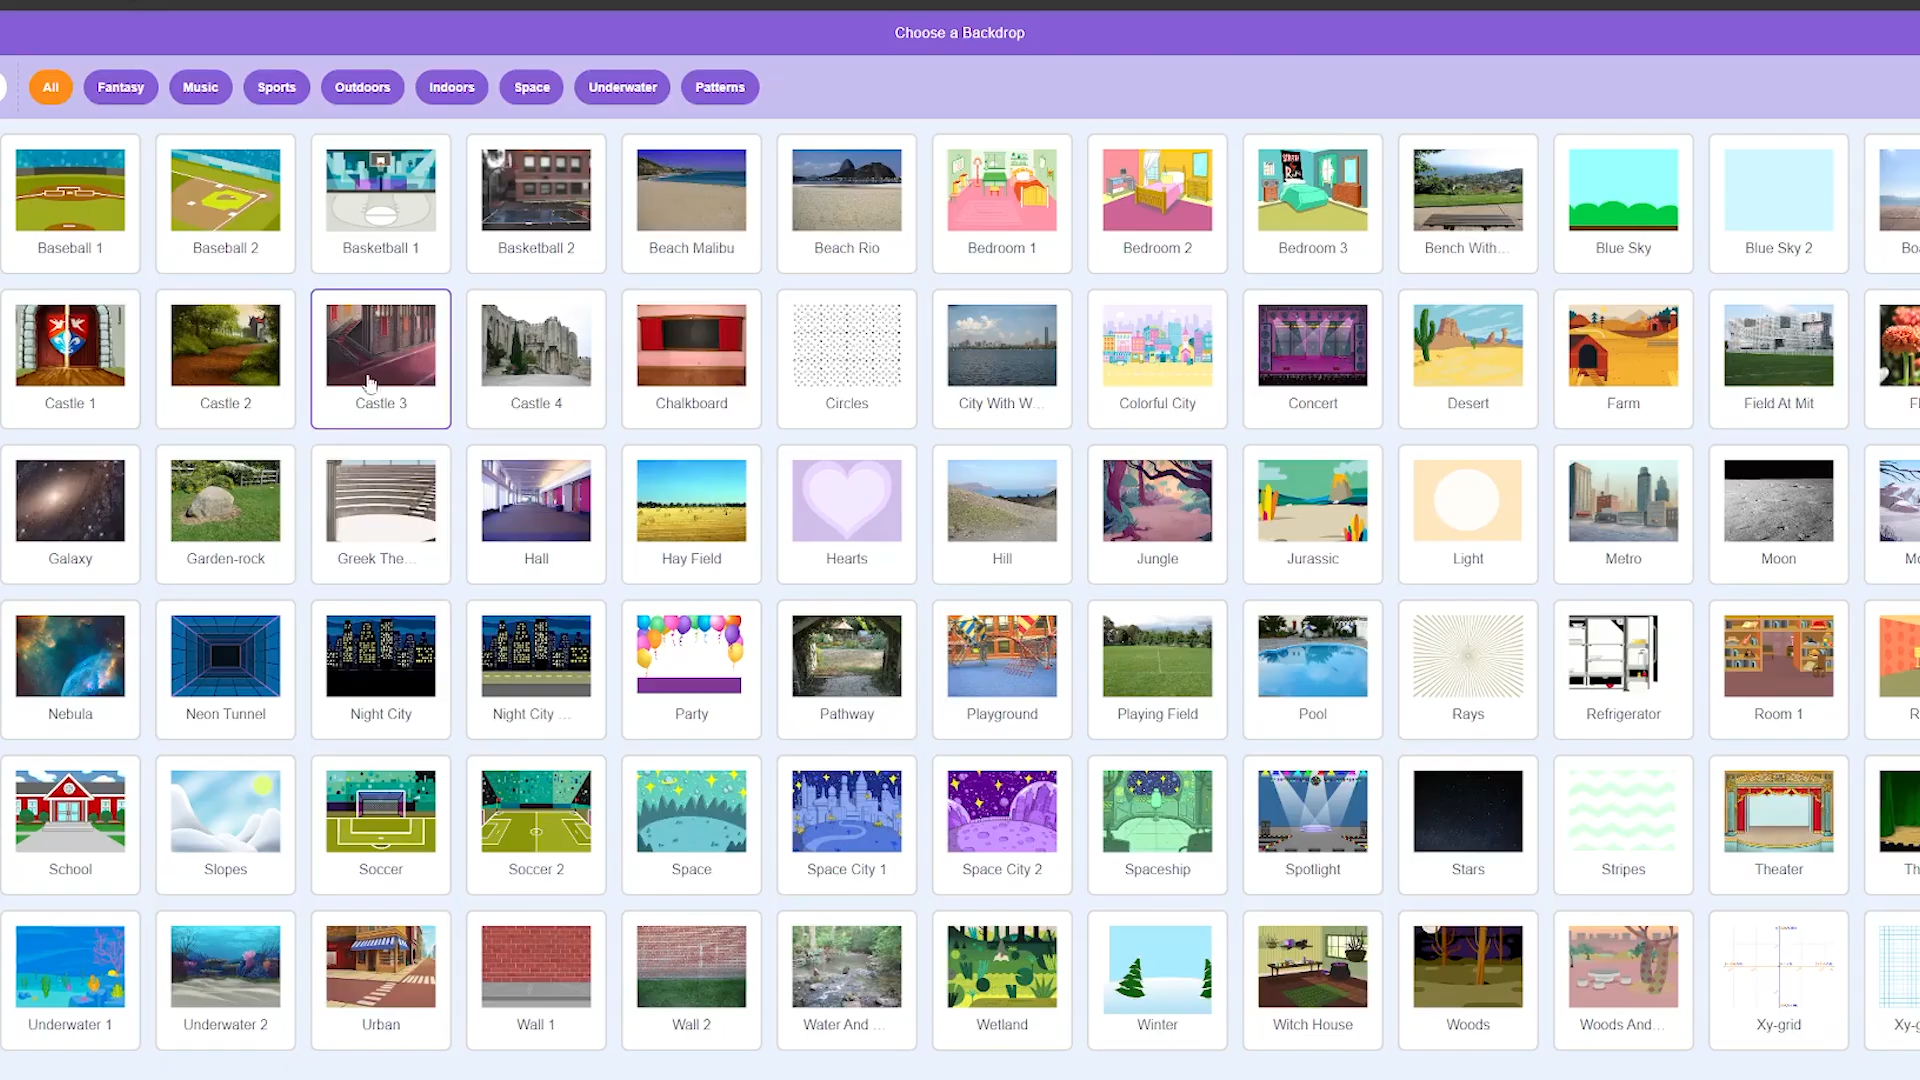 Choose a Backdrop
All Fantasy Music Sports Outdoors Indoors Space Underwater Patterns
Baseball 1 Baseball 2 Basketball 1 Basketball 2 Beach Malibu Beach Rio Bedroom 1 Bedroom 2 Bedroom 3 Bench With... Blue Sky Blue Sky 2
Castle 1 Castle 2 Castle 3 Castle 4 Chalkboard Circles City With W... Colorful City Concert Desert Farm Field At Mit
Galaxy Garden-rock Greek The... Hall Hay Field Hearts Hill Jungle Jurassic Light Metro Moon
Nebula Neon Tunnel Night City Night City ... Party Pathway Playground Playing Field Pool Rays Refrigerator Room 1
School Slopes Soccer Soccer 2 Space Space City 1 Space City 2 Spaceship Spotlight Stars Stripes Theater
Underwater 1 Underwater 2 Urban Wall 1 Wall 2 Water And ... Wetland Winter Witch House Woods Woods And... Xy-grid